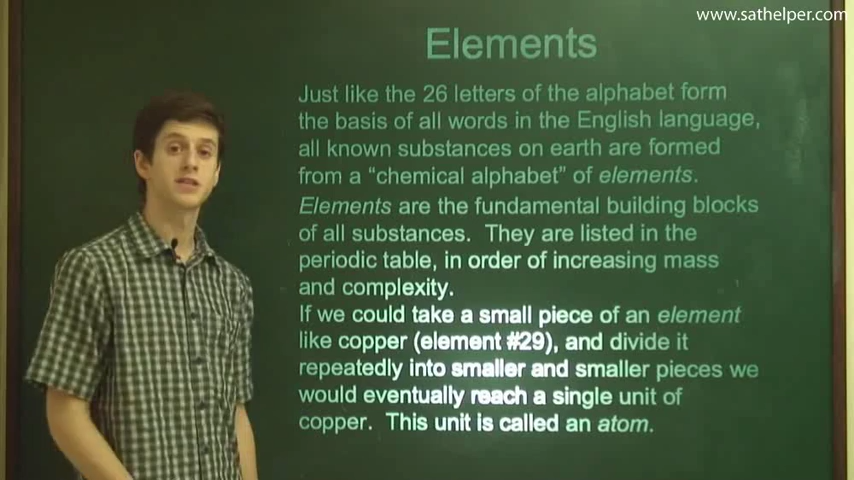 www.sathelper.com
Elements
Just like the 26 letters of the alphabet form
the basis of all words in the English language,
all known substances on earth are formed
from a “chemical alphabet” of elements.
Elements are the fundamental building blocks
of all substances.  They are listed in the
periodic table, in order of increasing mass
and complexity.
If we could take a small piece of an element
like copper (element #29), and divide it
repeatedly into smaller and smaller pieces we
would eventually reach a single unit of
copper.  This unit is called an atom.